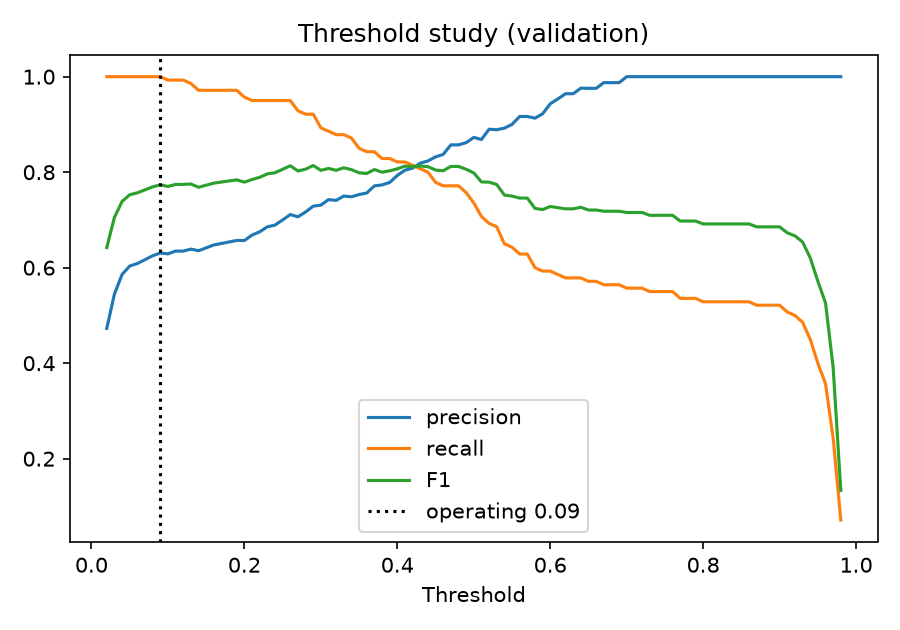 Threshold study (validation)
1.0
0.8
0.6
0.4
0.2
precision
recall
F1
operating 0.09
0.0 0.2 0.4 0.6 0.8 1.0
Threshold